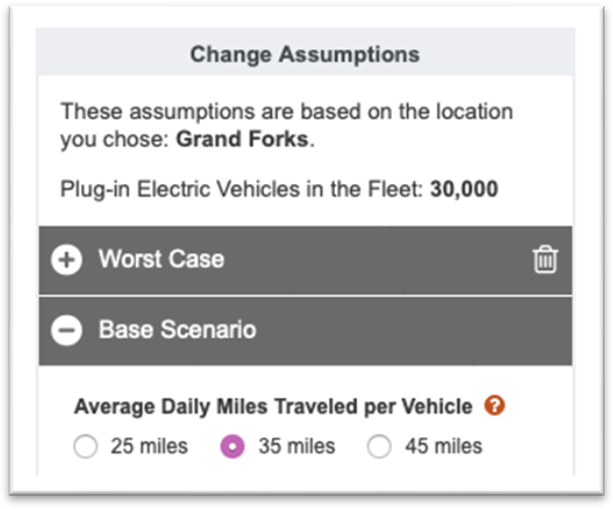 Change Assumptions
These assumptions are based on the location
you chose: Grand Forks.
Plug-in Electric Vehicles in the Fleet: 30,000
Worst Case
Base Scenario
Average Daily Miles Traveled per Vehicle ?
25 miles 35 miles 45 miles